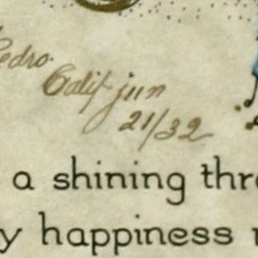 Pedro.
Calif jun
21/32
a shining thr
y happiness